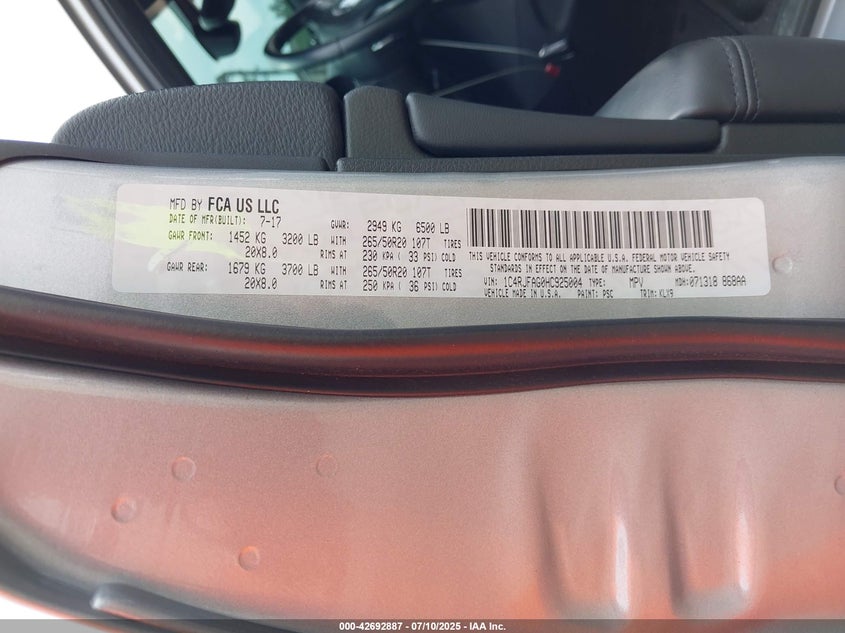 MFD BY FCA US LLC
DATE OF MFR(BUILT): 7-17 GVWR: 2949 KG 6500 LB
GAWR FRONT: 1452 KG 3200 LB WITH 265/50R20 107T TIRES
20X8.0 RIMS AT 230 KPA ( 33 PSI) COLD
GAWR REAR: 1679 KG 3700 LB WITH 265/50R20 107T TIRES
20X8.0 RIMS AT 250 KPA ( 36 PSI) COLD
THIS VEHICLE CONFORMS TO ALL APPLICABLE U.S.A. FEDERAL MOTOR VEHICLE SAFETY
STANDARDS IN EFFECT ON THE DATE OF MANUFACTURE SHOWN ABOVE.
VIN: 1C4RJFAG0HC925004 TYPE: MPV MDH: 071318 868AA
VEHICLE MADE IN U.S.A. PAINT: PSC TRIM: KLX9
000-42692887 - 07/10/2025 - IAA Inc.